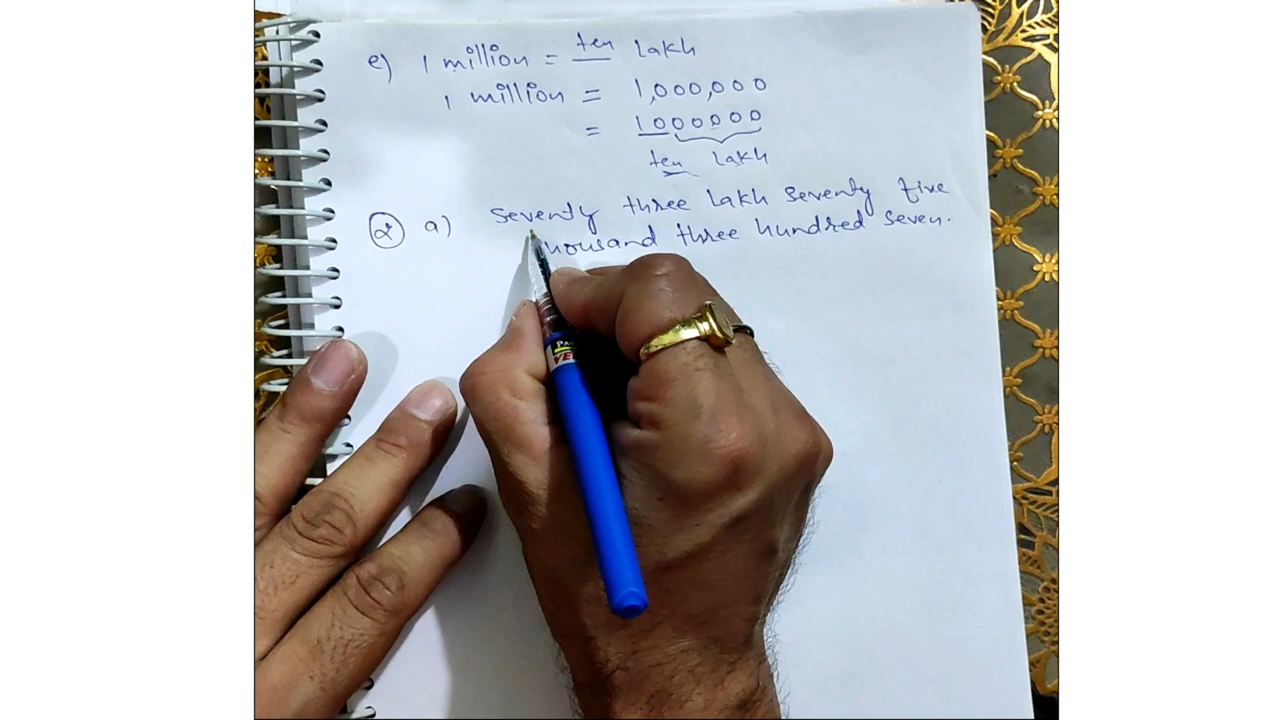 e) 1 million = ten lakh
1 million = 1,000,000
= 1000000
ten lakh
2 a) Seventy three lakh seventy five
housand three hundred seven.